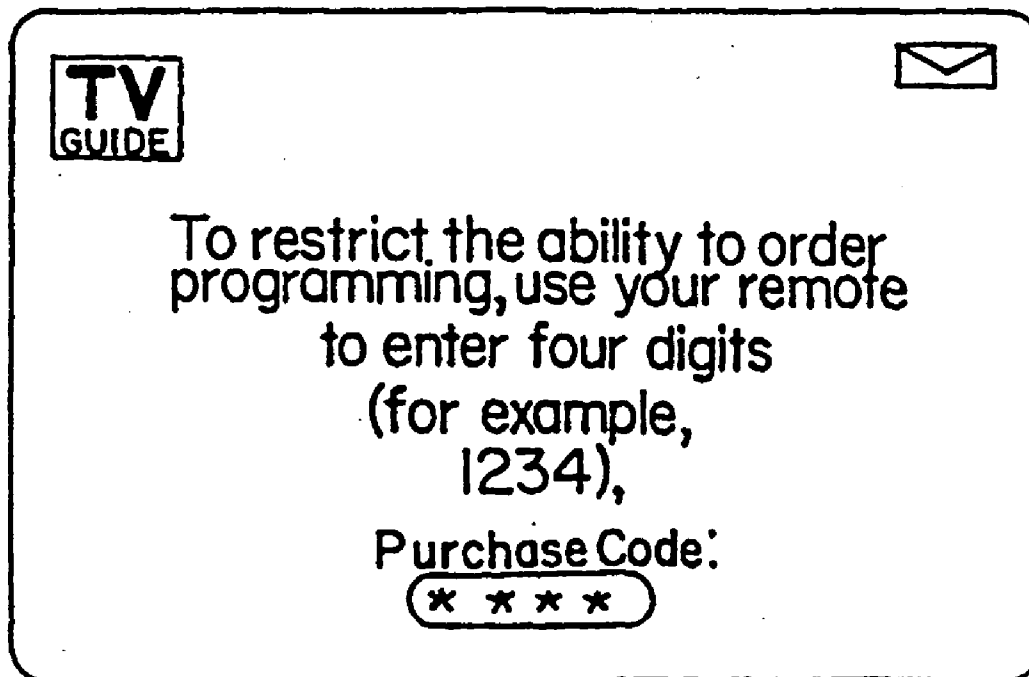 TV
GUIDE
To restrict the ability to order
programming, use your remote
to enter four digits
(for example,
1234),
Purchase Code:
* * * *